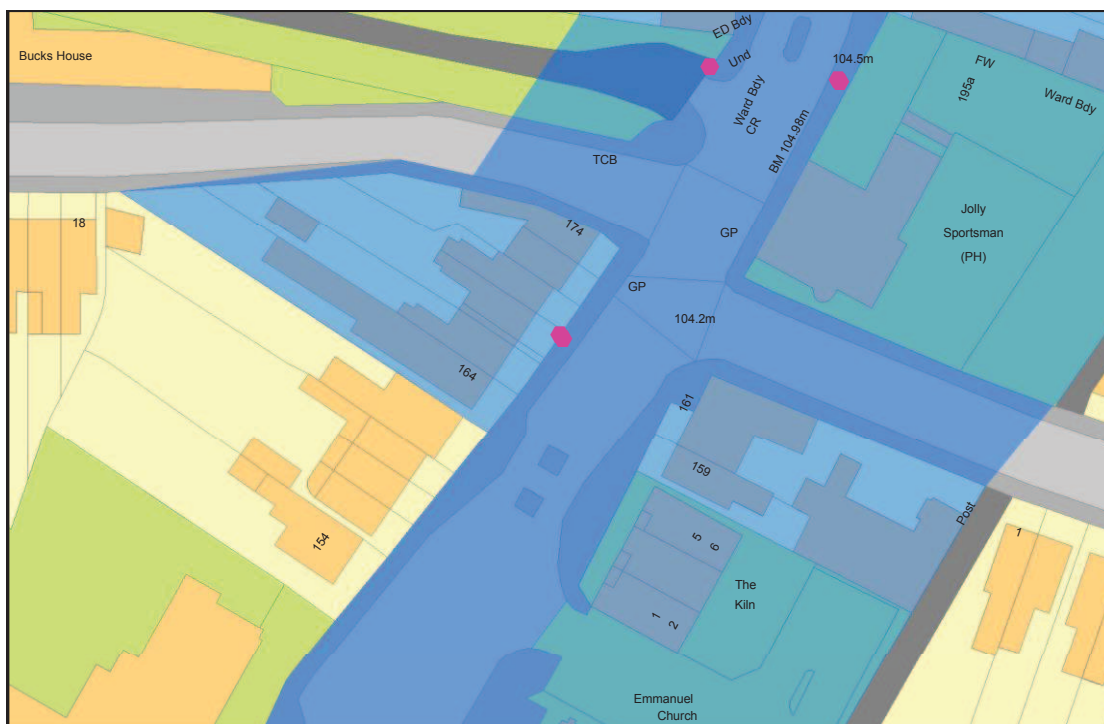 ED Bdy
Bucks House
Und
104.5m
FW
195a
Ward Bdy
Ward Bdy
CR
BM 104.98m
TCB
18
174
GP
Jolly
Sportsman
(PH)
GP
104.2m
164
161
159
154
5
6
Post
1
The
Kiln
1
2
Emmanuel
Church